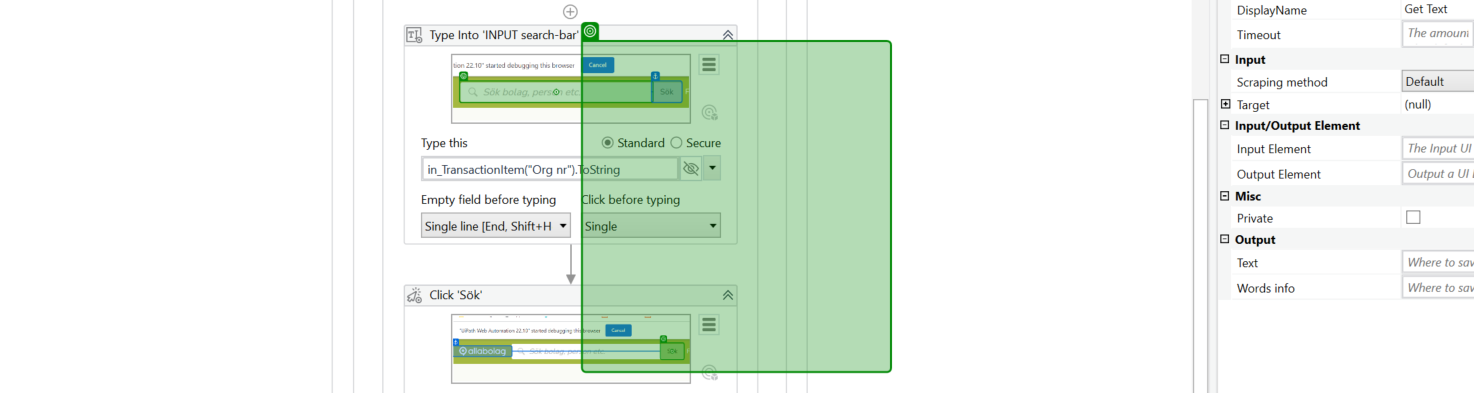 Type Into 'INPUT search-bar'
tion 22.10" started debugging this browser
Cancel
Sök bolag, person etc.
Sök
Type this
Standard
Secure
in_TransactionItem("Org nr").ToString
Empty field before typing
Click before typing
Single line [End, Shift+H
Single
Click 'Sök'
"UiPath Web Automation 22.10" started debugging this browser
Cancel
allabolag
Sök bolag, person etc.
Sök
DisplayName
Get Text
Timeout
The amount
Input
Scraping method
Default
Target
(null)
Input/Output Element
Input Element
The Input UI
Output Element
Output a UI
Misc
Private
Output
Text
Where to sav
Words info
Where to sav